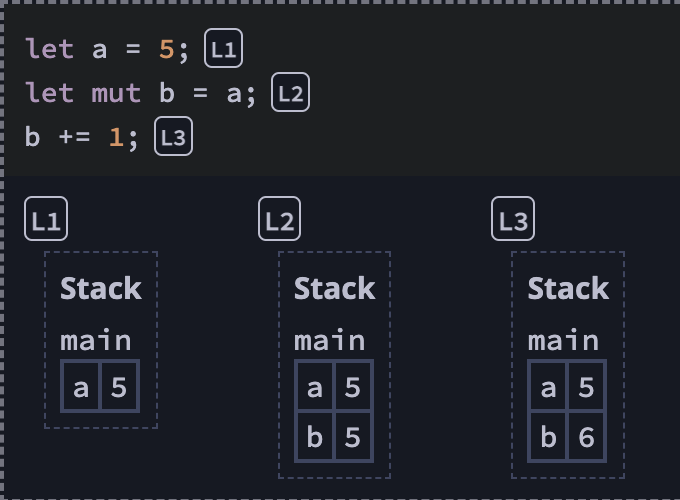 let a = 5; L1
let mut b = a; L2
b += 1; L3
L1 L2 L3
Stack Stack Stack
main main main
a 5 a 5 a 5
b 5 b 6